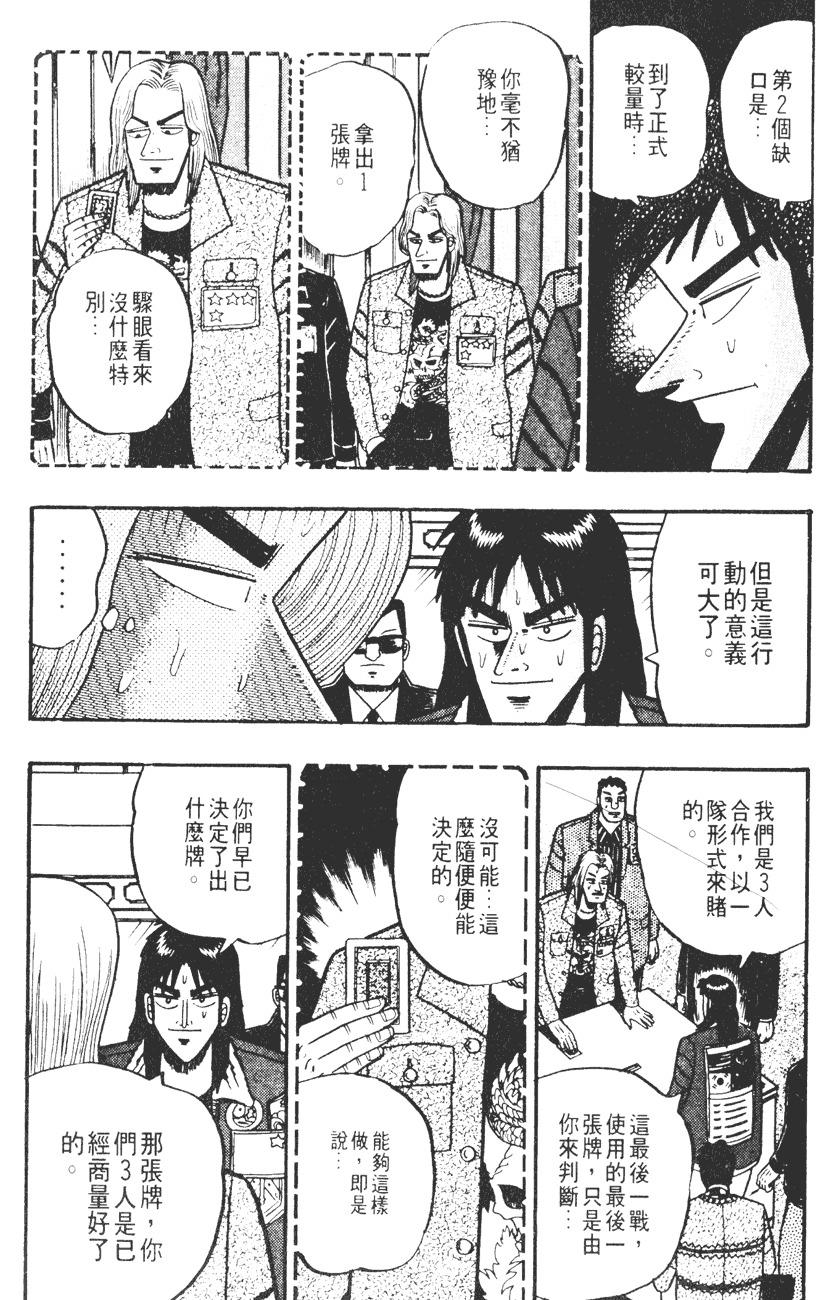 第2個缺
口是…
到了正式
較量時…
你毫不猶
豫地…
拿出1
張牌。
驟眼看來
沒什麼特
別…
但是這行
動的意義
可大了。
……
我們是3人
合作，以一
隊形式來賭
的。
這最後一戰，
使用的最後一
張牌，只是由
你來判斷…
沒可能…這
麼隨便便能
決定的。
能夠這樣
做，即是
說…
你們早已
決定了出
什麼牌。
那張牌，你
們3人是已
經商量好了
的。